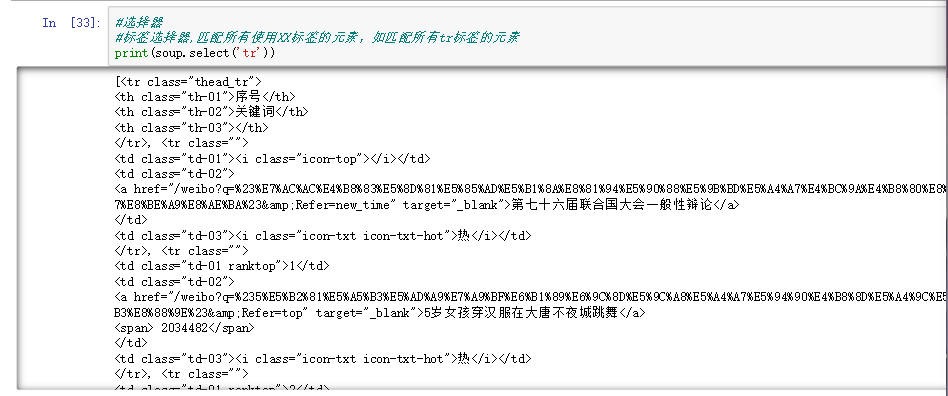 In [33]:
#选择器
#标签选择器,匹配所有使用XX标签的元素，如匹配所有tr标签的元素
print(soup.select('tr'))
[<tr class="thead_tr">
<th class="th-01">序号</th>
<th class="th-02">关键词</th>
<th class="th-03"></th>
</tr>, <tr class="">
<td class="td-01"><i class="icon-top"></i></td>
<td class="td-02">
<a href="/weibo?q=%23%E7%AC%AC%E4%B8%83%E5%8D%81%E5%85%AD%E5%B1%8A%E8%81%94%E5%90%88%E5%9B%BD%E5%A4%A7%E4%BC%9A%E4%B8%80%E8%
7%E8%BE%A9%E8%AE%BA%23&amp;Refer=new_time" target="_blank">第七十六届联合国大会一般性辩论</a>
</td>
<td class="td-03"><i class="icon-txt icon-txt-hot">热</i></td>
</tr>, <tr class="">
<td class="td-01 ranktop">1</td>
<td class="td-02">
<a href="/weibo?q=%235%E5%B2%81%E5%A5%B3%E5%AD%A9%E7%A9%BF%E6%B1%89%E6%9C%8D%E5%9C%A8%E5%A4%A7%E5%94%90%E4%B8%8D%E5%A4%9C%E5
B3%E8%88%9E%23&amp;Refer=top" target="_blank">5岁女孩穿汉服在大唐不夜城跳舞</a>
<span> 2034482</span>
</td>
<td class="td-03"><i class="icon-txt icon-txt-hot">热</i></td>
</tr>, <tr class="">
<td class="td-01 ranktop">2</td>